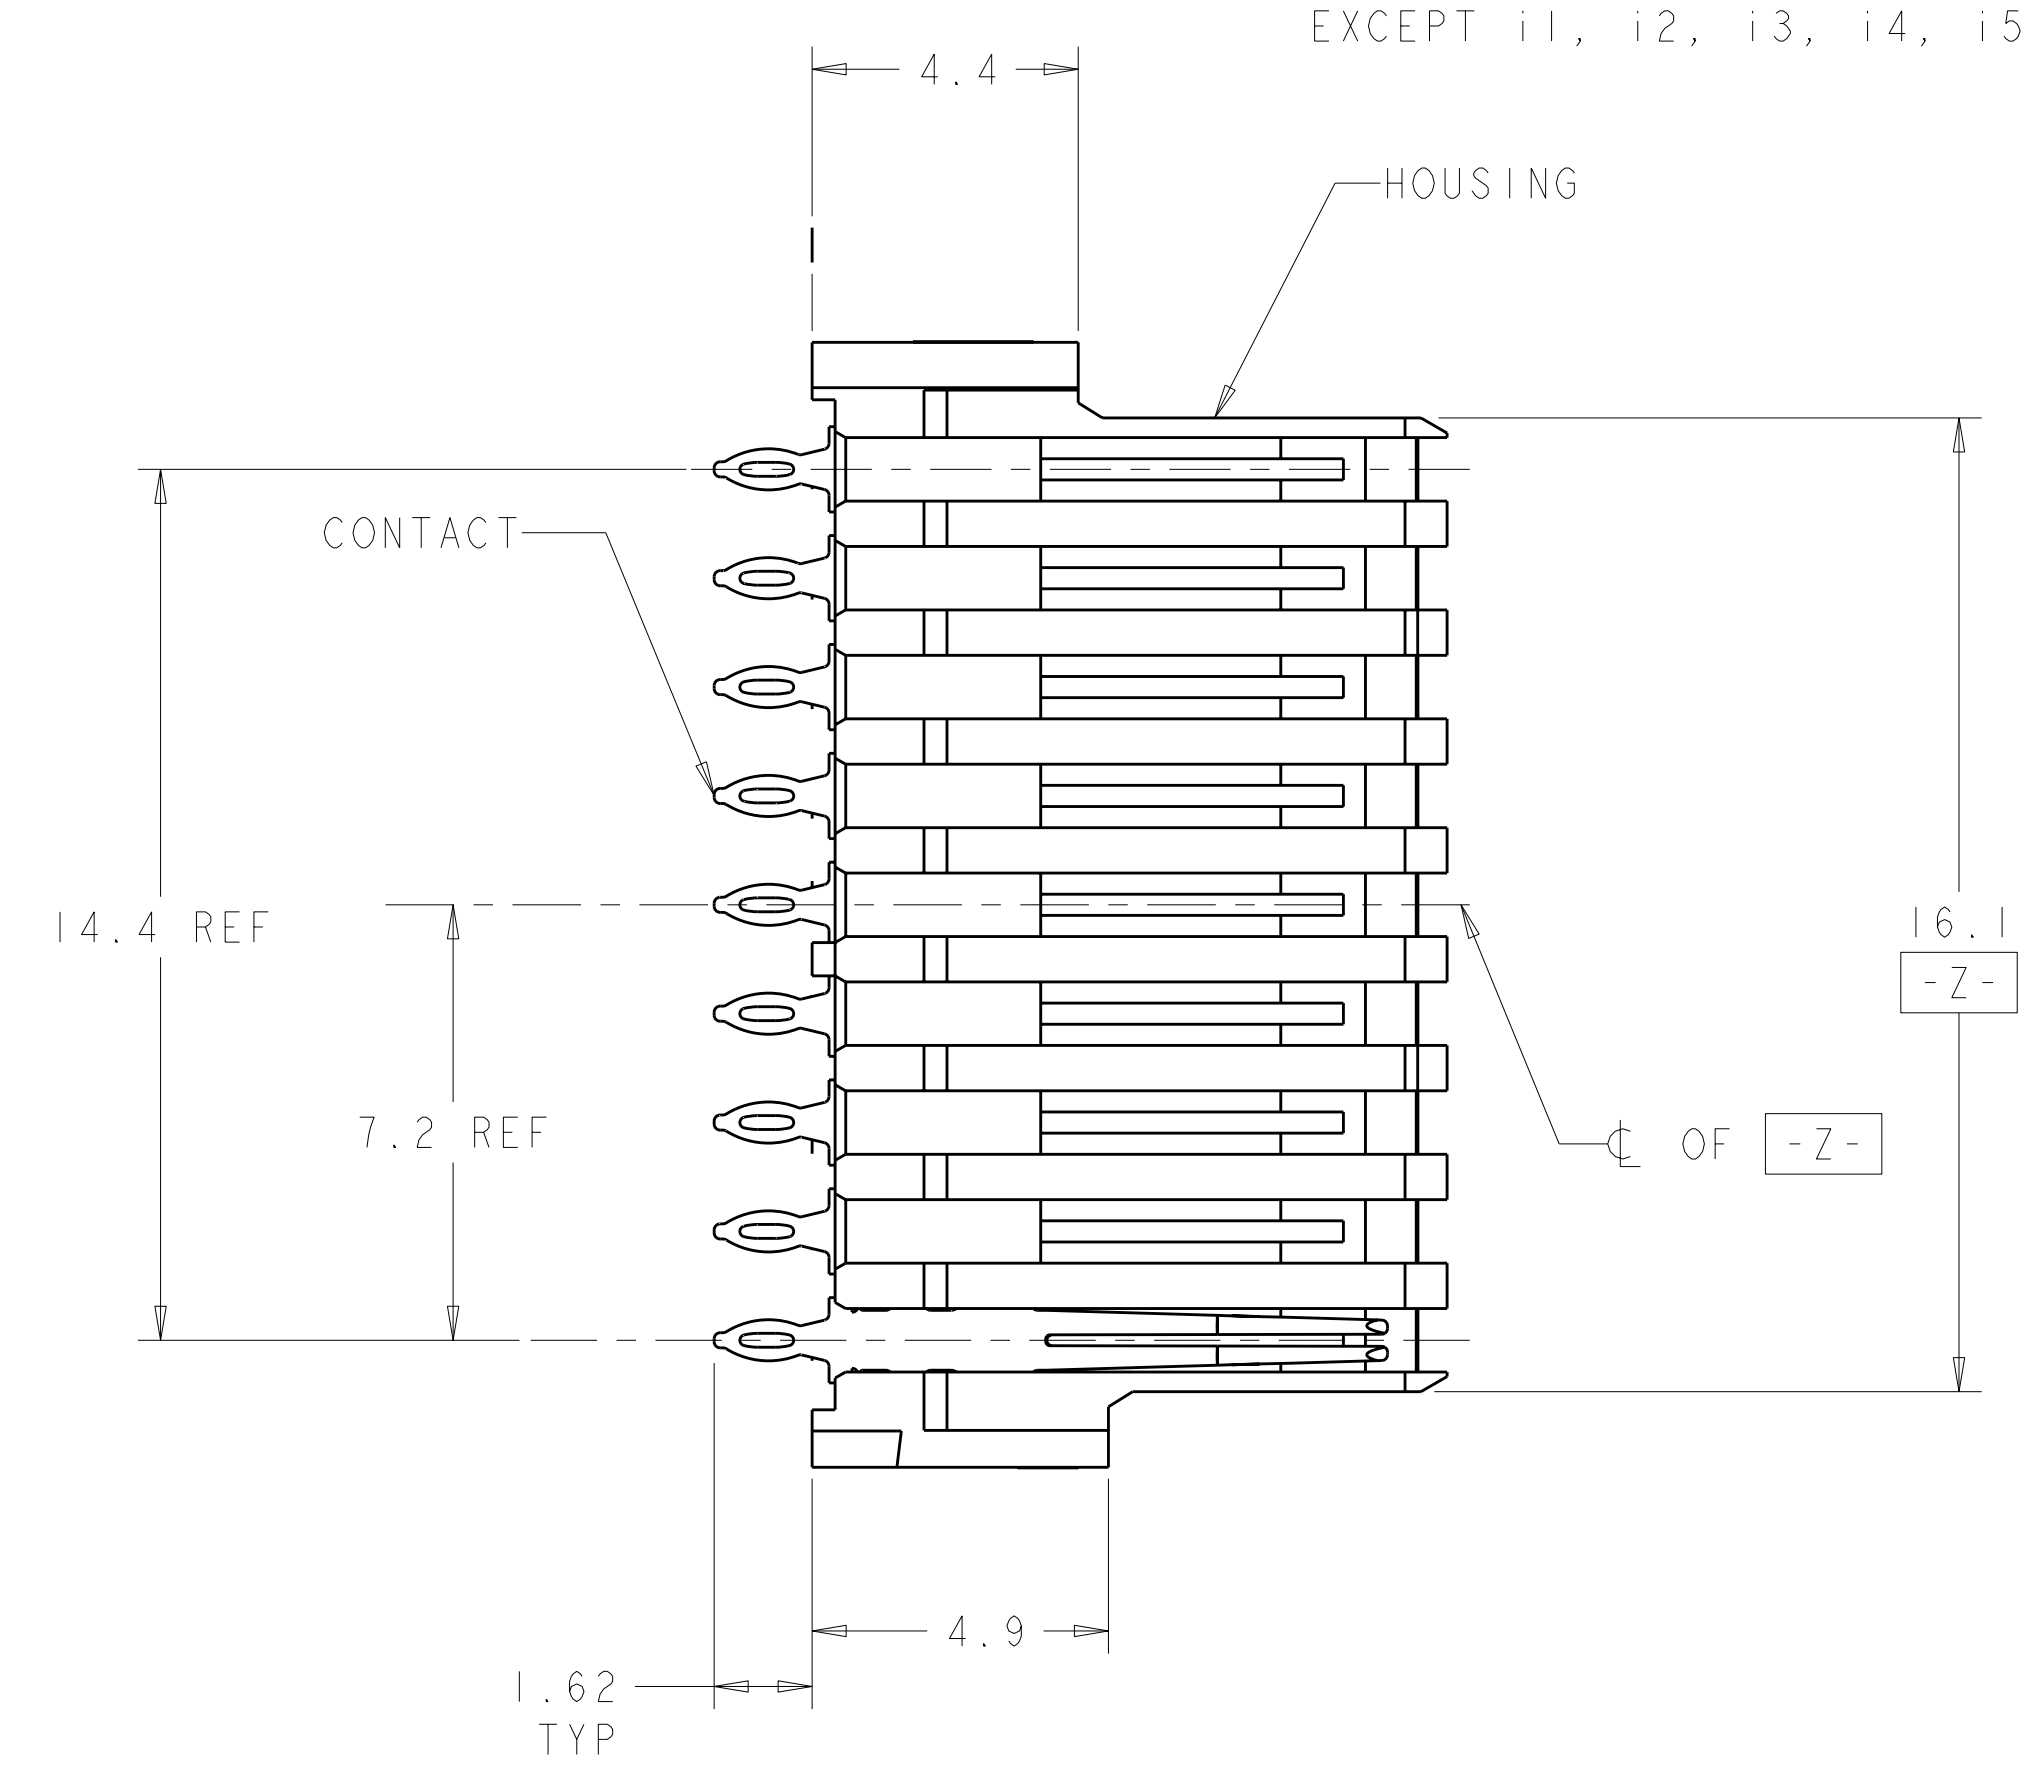 EXCEPT i1, i2, i3, i4, i5
4.4
HOUSING
CONTACT
14.4 REF
16.1
-Z-
7.2 REF
℄ OF -Z-
4.9
1.62
TYP